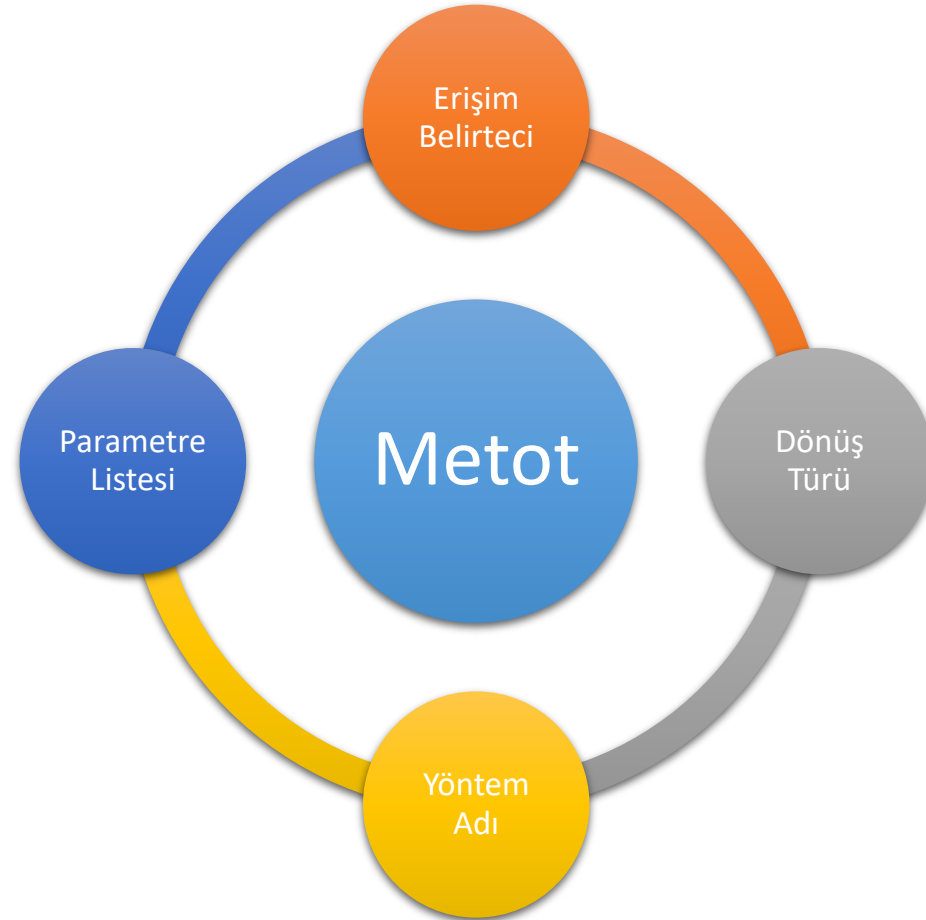 Erişim
Belirteci
Parametre
Listesi
Metot
Dönüş
Türü
Yöntem
Adı